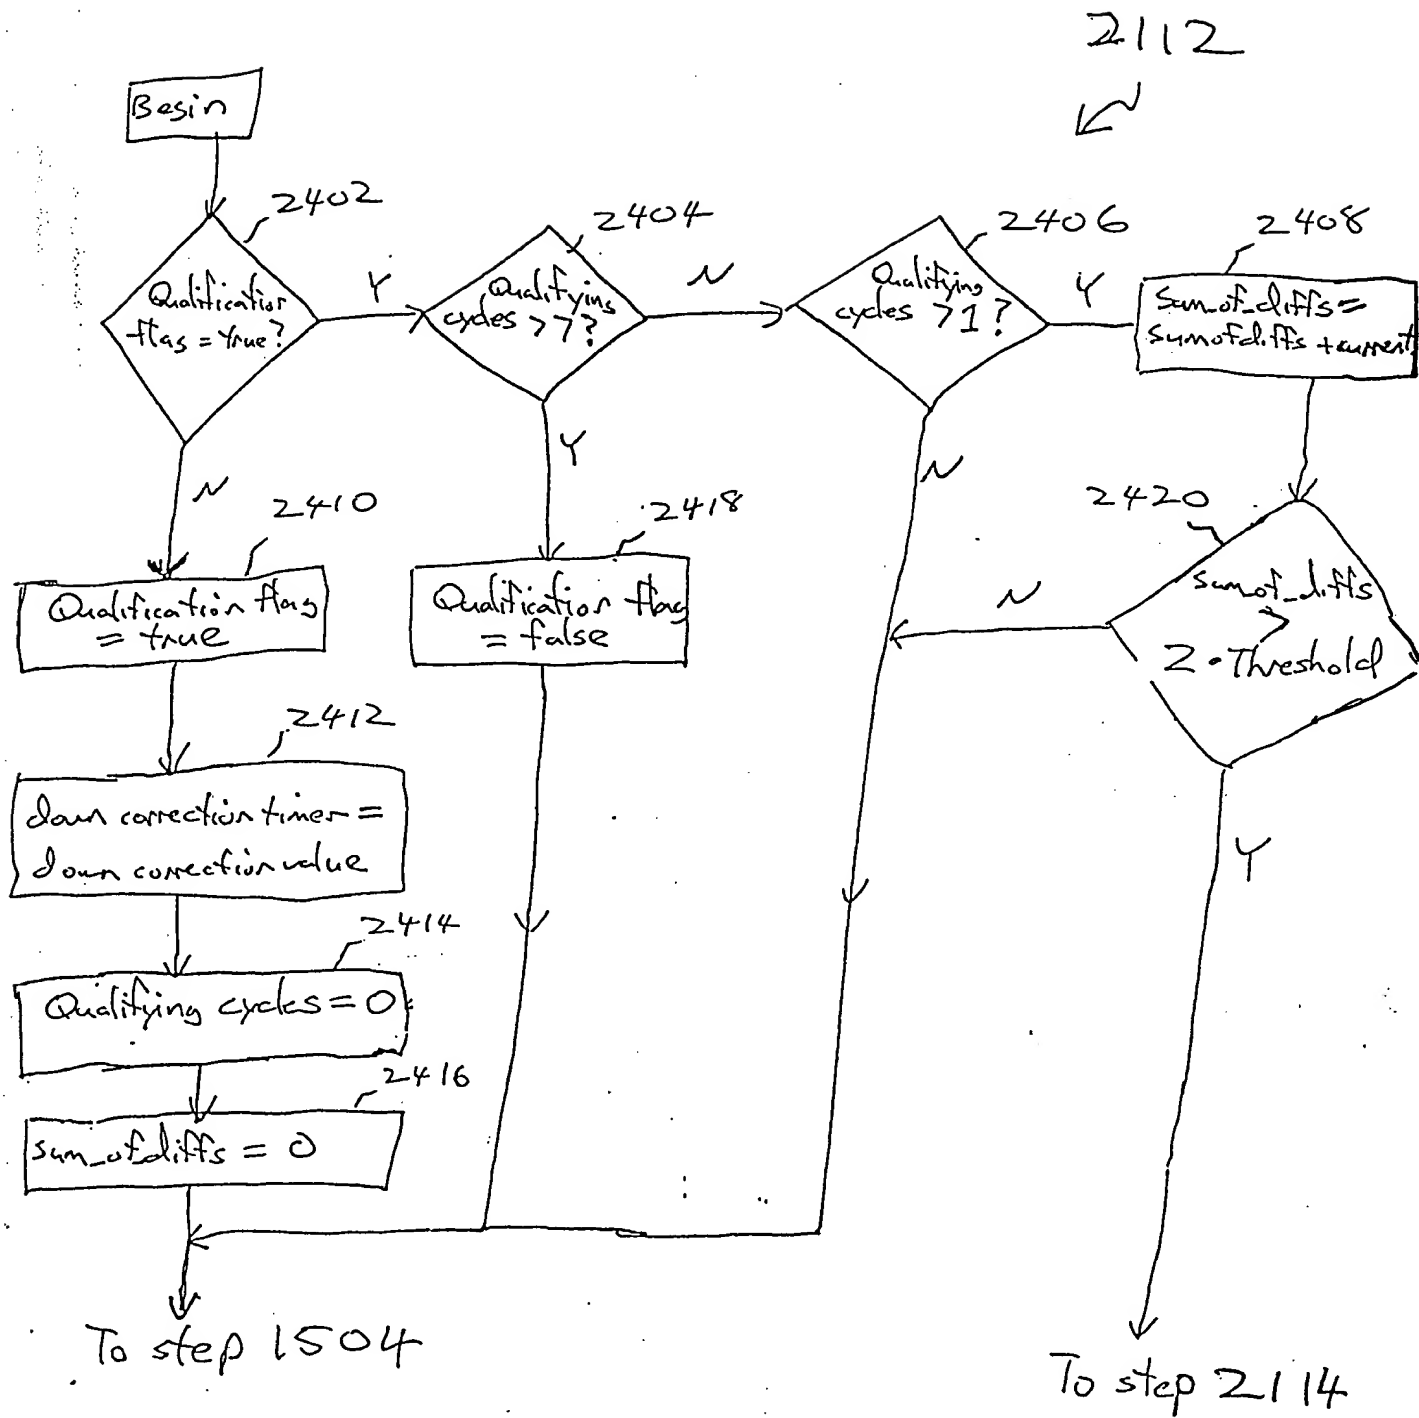 2112
Begin
2402
2404
2406
2408
Qualification
flag = true?
Y
Qualifying
cycles > 7?
N
Qualifying
cycles > 1?
Y
Sum_of_diffs =
sumofdiffs + current
N
Y
N
2410
2418
2420
Qualification flag
= true
Qualification flag
= false
N
sumof_diffs
>
2 • Threshold
2412
down correction timer =
down correction value
Y
2414
Qualifying cycles = 0
2416
sum_of_diffs = 0
To step 1504
To step 2114